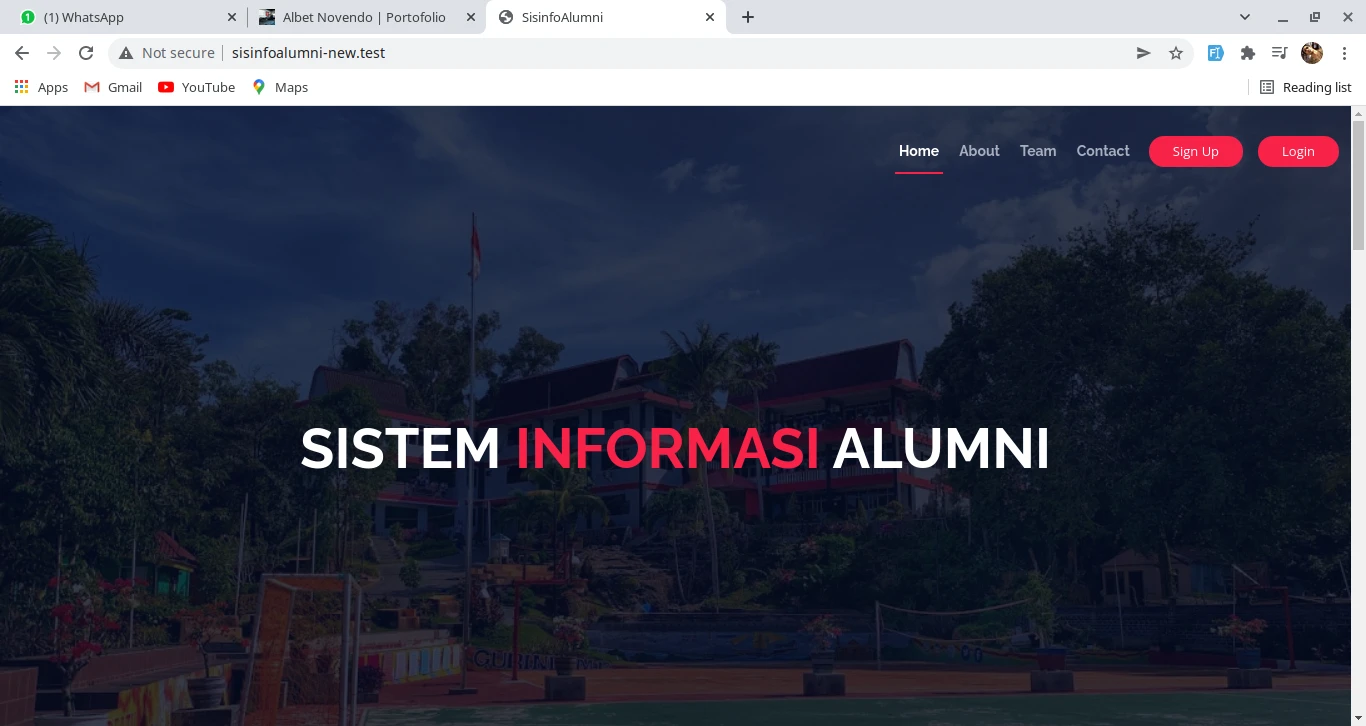 (1) WhatsApp
Albet Novendo | Portofolio
SisinfoAlumni
Not secure
sisinfoalumni-new.test
Apps
Gmail
YouTube
Maps
Reading list
Home
About
Team
Contact
Sign Up
Login
SISTEM INFORMASI ALUMNI